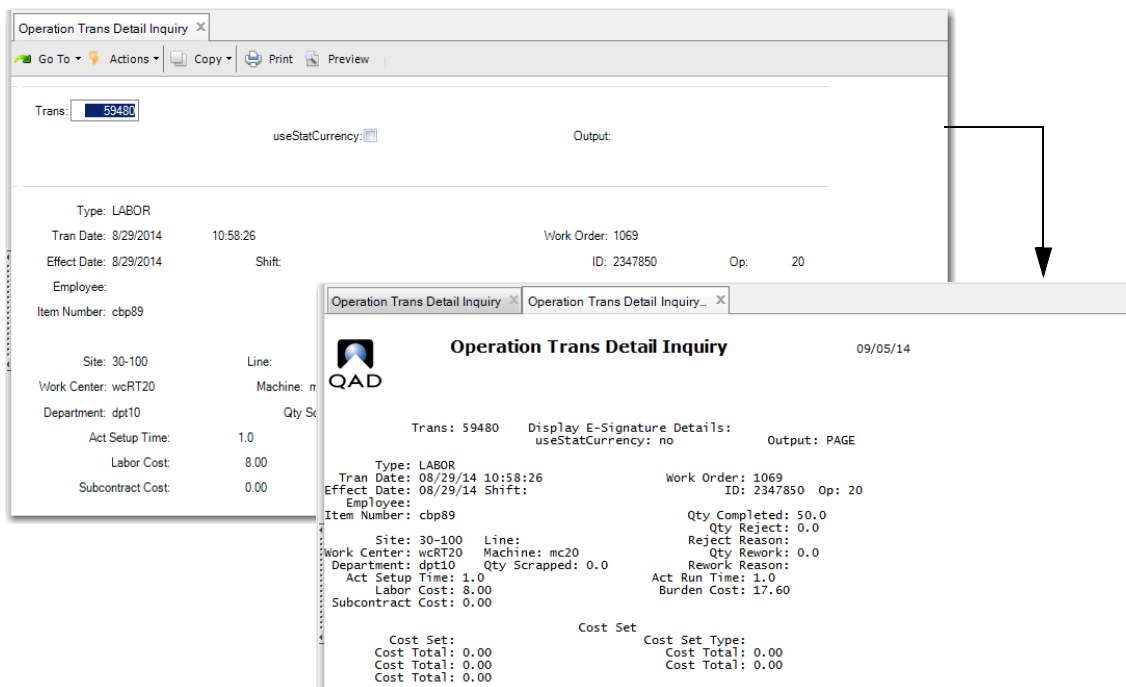 Operation Trans Detail Inquiry
Go To Actions Copy Print Preview
Trans: 59480
useStatCurrency: Output:
Type: LABOR
Tran Date: 8/29/2014 10:58:26 Work Order: 1069
Effect Date: 8/29/2014 Shift: ID: 2347850 Op: 20
Employee:
Item Number: cbp89
Site: 30-100 Line:
Work Center: wcRT20 Machine: m
Department: dpt10 Qty Sc
Act Setup Time: 1.0
Labor Cost: 8.00
Subcontract Cost: 0.00
Operation Trans Detail Inquiry Operation Trans Detail Inquiry...
QAD
Operation Trans Detail Inquiry 09/05/14
Trans: 59480 Display E-Signature Details:
useStatCurrency: no Output: PAGE
Type: LABOR
Tran Date: 08/29/14 10:58:26 Work Order: 1069
Effect Date: 08/29/14 Shift: ID: 2347850 Op: 20
Employee:
Item Number: cbp89 Qty Completed: 50.0
Qty Reject: 0.0
Site: 30-100 Line: Reject Reason:
Work Center: wcRT20 Machine: mc20 Qty Rework: 0.0
Department: dpt10 Qty Scrapped: 0.0 Rework Reason:
Act Setup Time: 1.0 Act Run Time: 1.0
Labor Cost: 8.00 Burden Cost: 17.60
Subcontract Cost: 0.00
Cost Set
Cost Set: Cost Set Type:
Cost Total: 0.00 Cost Total: 0.00
Cost Total: 0.00 Cost Total: 0.00
Cost Total: 0.00